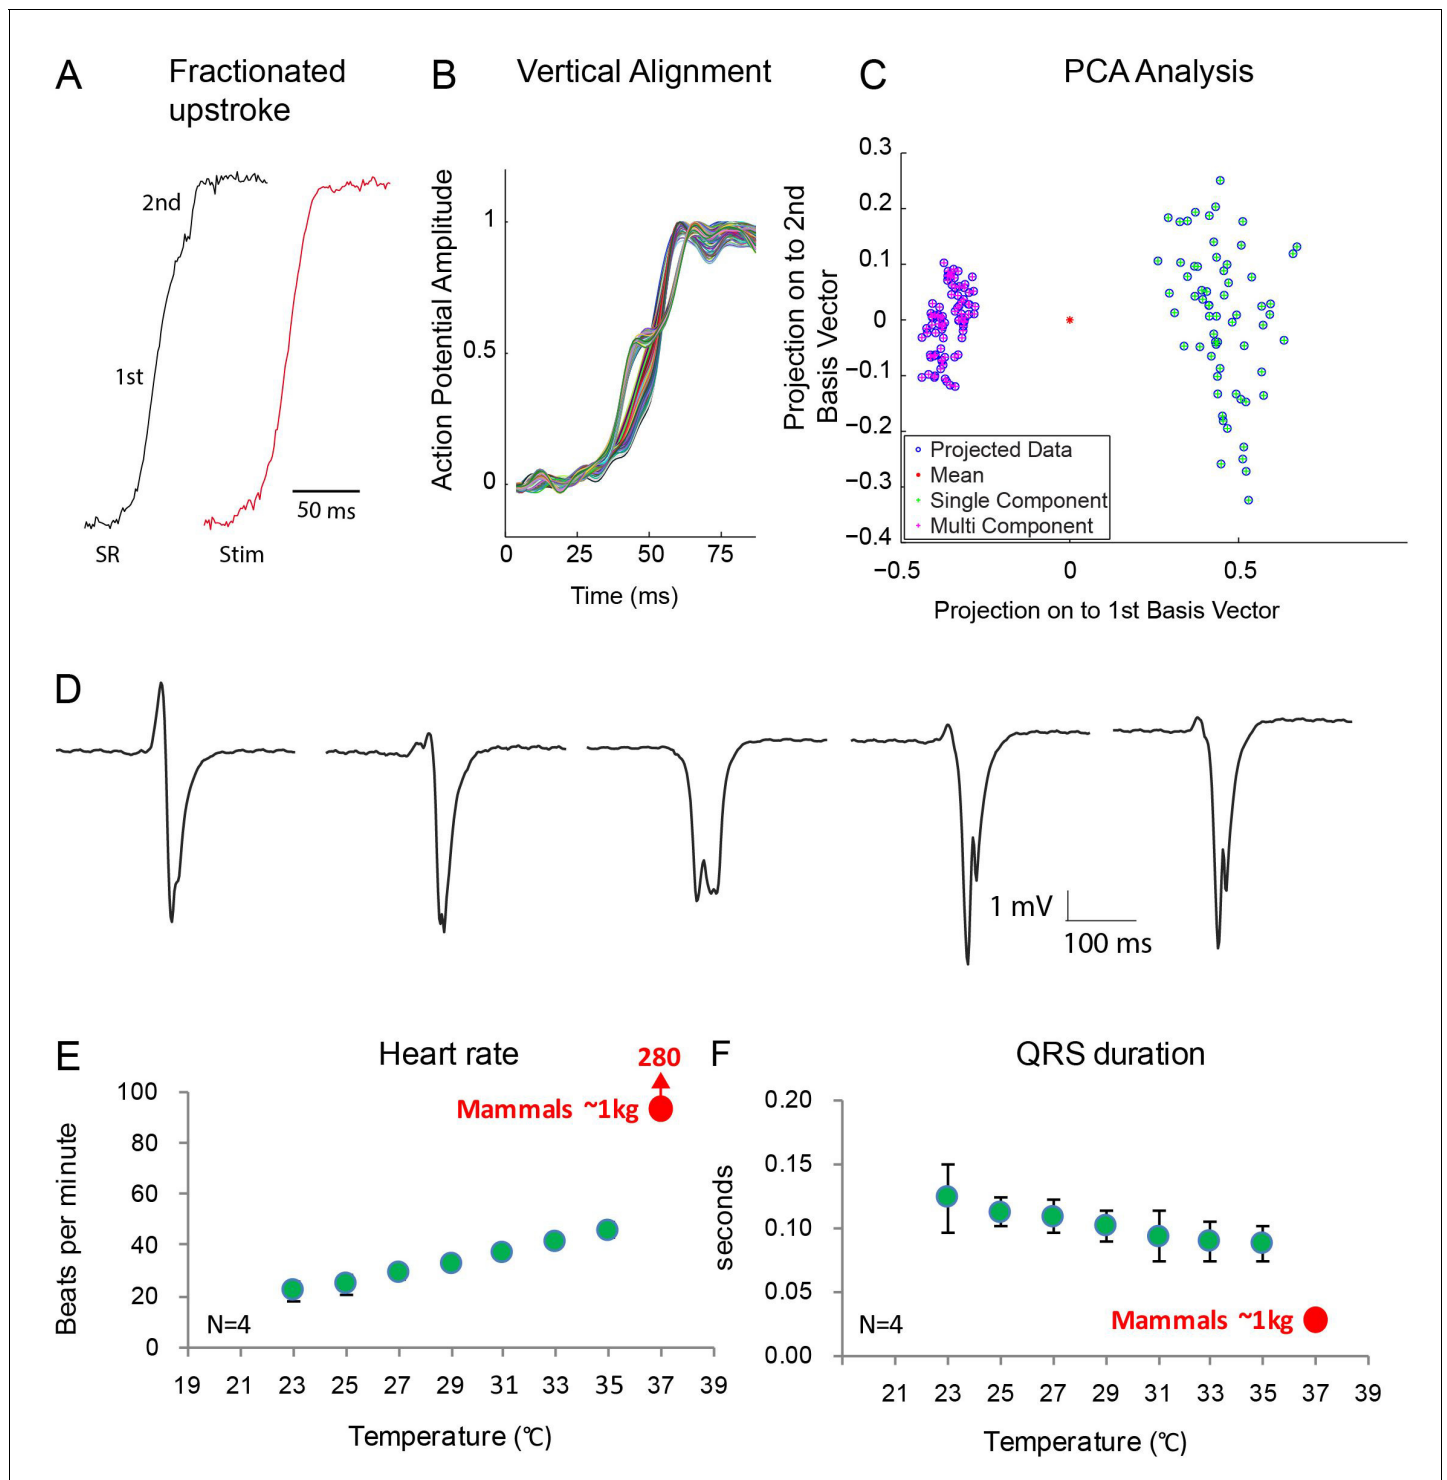 A
Fractionated
upstroke
2nd
1st
50 ms
SR
Stim
B
Vertical Alignment
Action Potential Amplitude
1
0.5
0
0
25
50
75
Time (ms)
C
PCA Analysis
Projection on to 2nd
Basis Vector
0.3
0.2
0.1
0
−0.1
−0.2
−0.3
−0.4
Projected Data
Mean
Single Component
Multi Component
−0.5
0
0.5
Projection on to 1st Basis Vector
D
1 mV
100 ms
E
Heart rate
280
Mammals ~1kg
Beats per minute
100
80
60
40
20
0
N=4
19
21
23
25
27
29
31
33
35
37
39
Temperature (℃)
F
QRS duration
seconds
0.20
0.15
0.10
0.05
0.00
Mammals ~1kg
N=4
21
23
25
27
29
31
33
35
37
39
Temperature (℃)